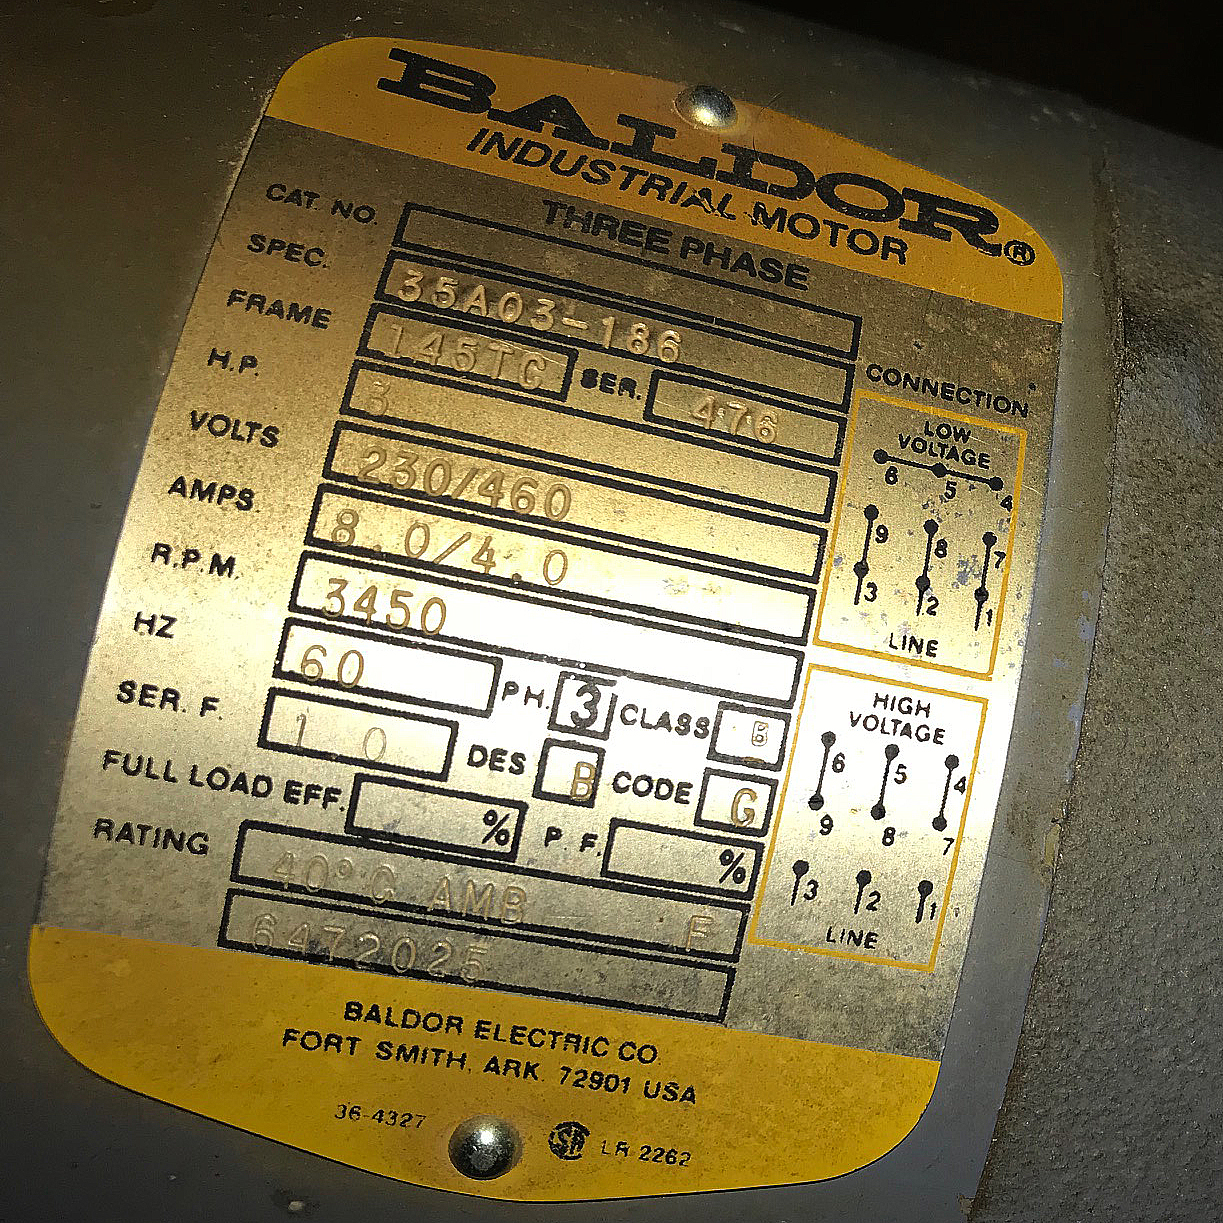 BALDOR®
INDUSTRIAL MOTOR
THREE PHASE
CAT. NO.
SPEC. 35A03-186
FRAME 145TC SER. 476
H.P. 3
VOLTS 230/460
AMPS. 8.0/4.0
R.P.M. 3450
HZ 60 PH. 3 CLASS B
SER. F. 1 0 DES B CODE G
FULL LOAD EFF. % P. F. %
RATING 40°C AMB F
6472025
CONNECTION
LOW
VOLTAGE
6 5 4
9 8 7
3 2 1
LINE
HIGH
VOLTAGE
6 5 4
9 8 7
3 2 1
LINE
BALDOR ELECTRIC CO.
FORT SMITH, ARK. 72901 USA
36-4327 SA LR 2262